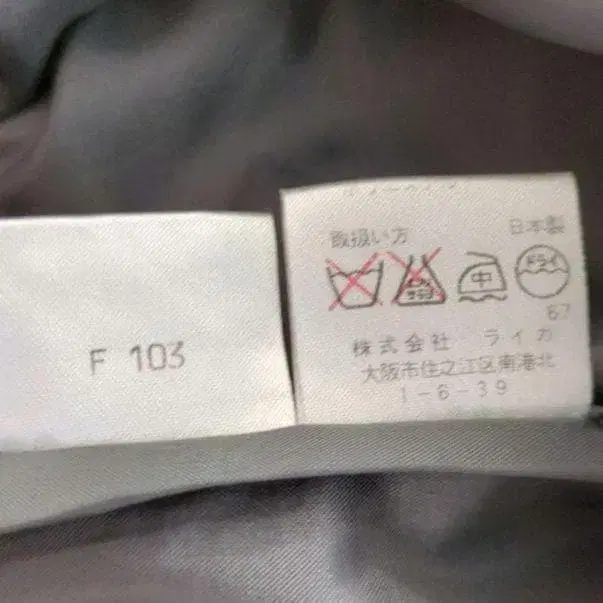 F 103
取扱い方 日本製
中 ドライ
67
株式会社 ライカ
大阪市住之江区南港北
1-6-39